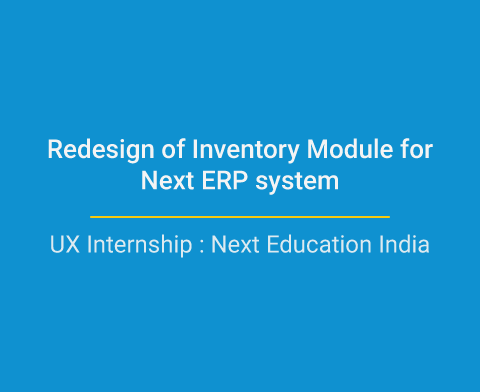 Redesign of Inventory Module for
Next ERP system
UX Internship : Next Education India